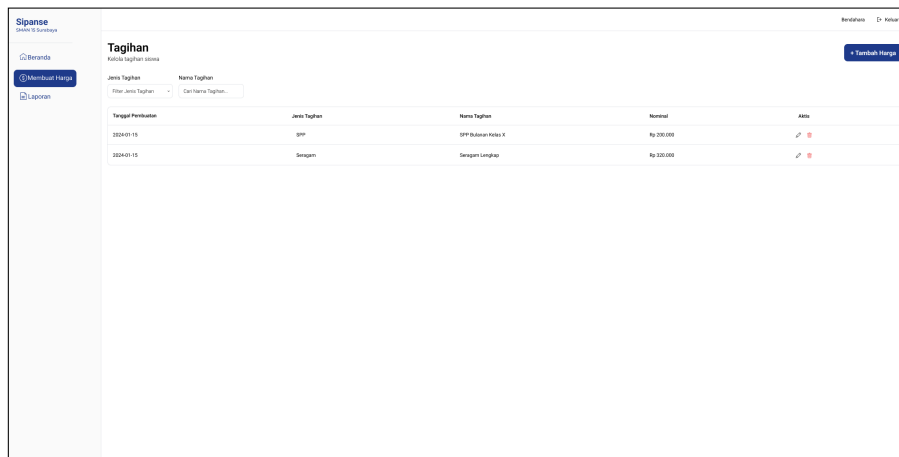 Sipanse
SMAN 15 Surabaya
Bendahara Keluar
Beranda
Membuat Harga
Laporan
Tagihan
Kelola tagihan siswa
+ Tambah Harga
Jenis Tagihan Nama Tagihan
Filter Jenis Tagihan Cari Nama Tagihan...
Tanggal Pembuatan Jenis Tagihan Nama Tagihan Nominal Aktis
2024-01-15 SPP SPP Bulanan Kelas X Rp 200.000
2024-01-15 Seragam Seragam Lengkap Rp 320.000